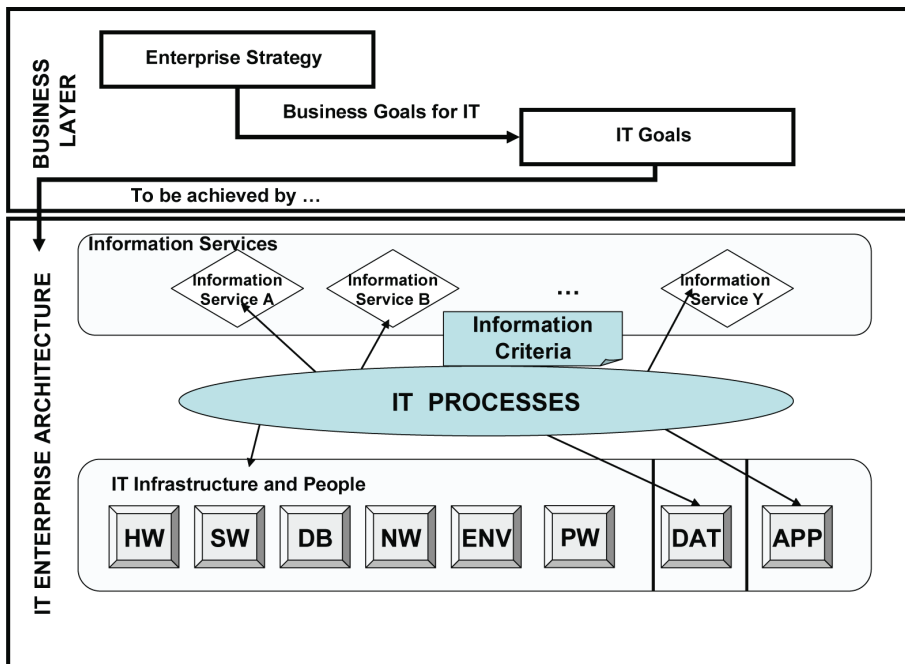 BUSINESS
LAYER
Enterprise Strategy
Business Goals for IT
IT Goals
To be achieved by …
IT ENTERPRISE ARCHITECTURE
Information Services
Information
Service A
Information
Service B
…
Information
Service Y
Information
Criteria
IT PROCESSES
IT Infrastructure and People
HW
SW
DB
NW
ENV
PW
DAT
APP